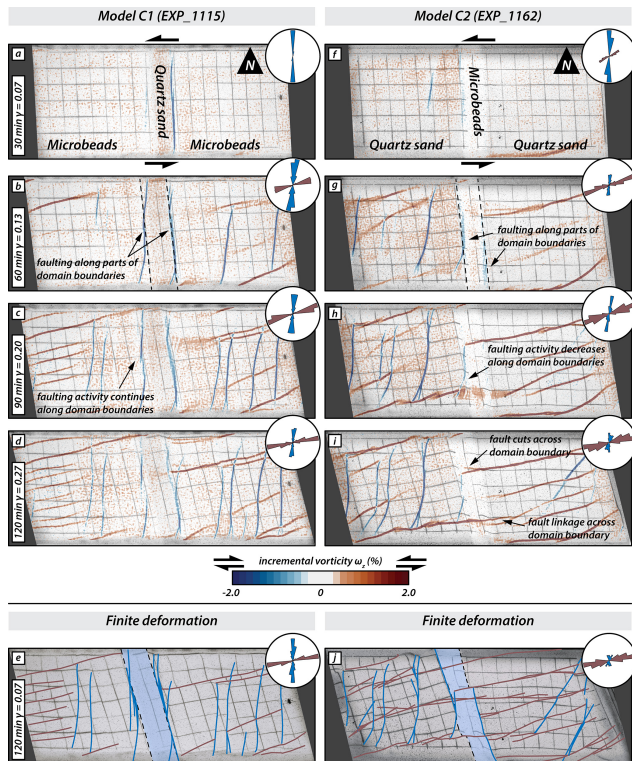 Model C1 (EXP_1115)
Model C2 (EXP_1162)
a
N
30 min γ = 0.07
Quartz sand
Microbeads
Microbeads
f
N
Microbeads
Quartz sand
Quartz sand
b
60 min γ = 0.13
faulting along parts of
domain boundaries
g
faulting along parts of
domain boundaries
c
90 min γ = 0.20
faulting activity continues
along domain boundaries
h
faulting activity decreases
along domain boundaries
d
120 min γ = 0.27
i
fault cuts across
domain boundary
fault linkage across
domain boundary
incremental vorticity ωz (%)
-2.0
0
2.0
Finite deformation
Finite deformation
e
120 min γ = 0.07
j